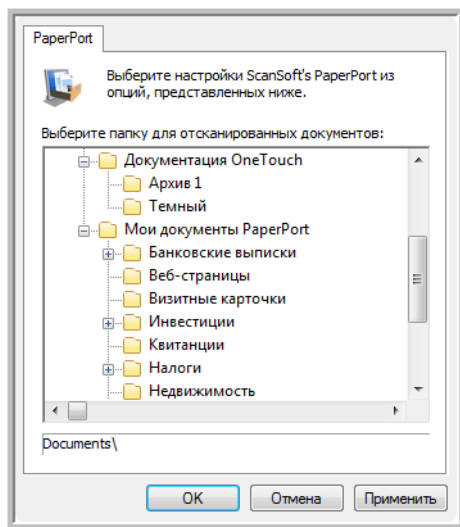 PaperPort
Выберите настройки ScanSoft's PaperPort из
опций, представленных ниже.
Выберите папку для отсканированных документов:
Документация OneTouch
Архив 1
Темный
Мои документы PaperPort
Банковские выписки
Веб-страницы
Визитные карточки
Инвестиции
Квитанции
Налоги
Недвижимость
Documents\
OK
Отмена
Применить